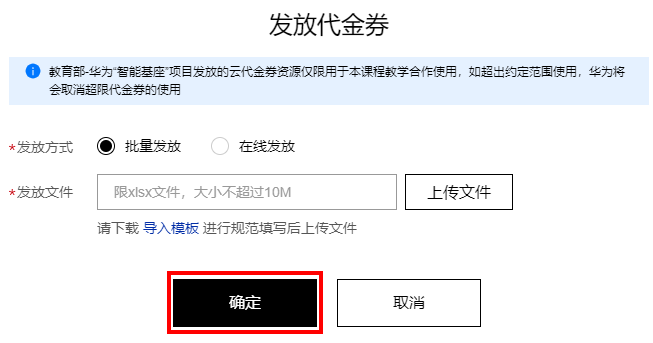 发放代金券
教育部-华为“智能基座”项目发放的云代金券资源仅限用于本课程教学合作使用，如超出约定范围使用，华为将
会取消超限代金券的使用
*发放方式 批量发放 在线发放
*发放文件 限xlsx文件，大小不超过10M 上传文件
请下载 导入模板 进行规范填写后上传文件
确定 取消